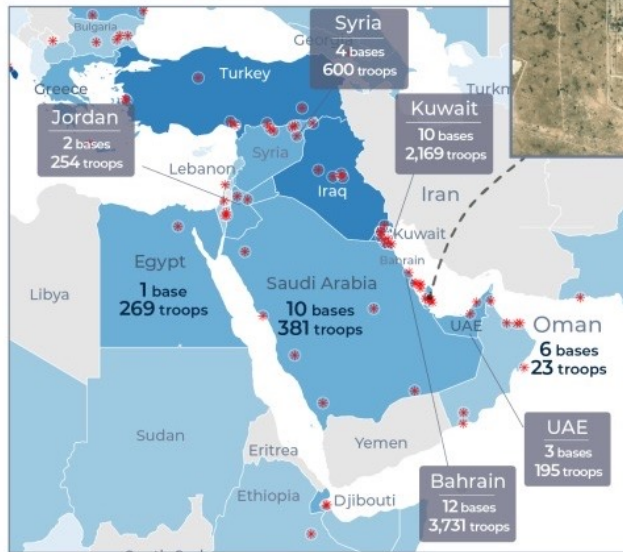 Bulgaria
Georgia
Syria
4 bases
600 troops
Turkey
Greece
Turkm
Jordan
2 bases
254 troops
Kuwait
10 bases
2,169 troops
Lebanon
Syria
Iraq
Iran
Kuwait
Bahrain
Egypt
1 base
269 troops
Libya
Saudi Arabia
10 bases
381 troops
UAE
Oman
6 bases
23 troops
Sudan
Eritrea
Yemen
UAE
3 bases
195 troops
Bahrain
12 bases
3,731 troops
Ethiopia
Djibouti